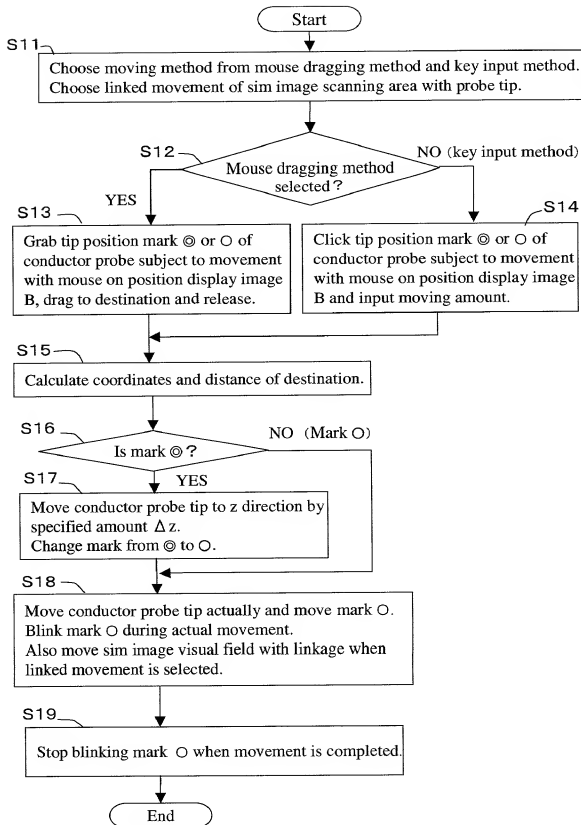 Start
S11
Choose moving method from mouse dragging method and key input method.
Choose linked movement of sim image scanning area with probe tip.
S12
Mouse dragging method
selected?
NO (key input method)
YES
S13
Grab tip position mark ◎ or ○ of
conductor probe subject to movement
with mouse on position display image
B, drag to destination and release.
S14
Click tip position mark ◎ or ○ of
conductor probe subject to movement
with mouse on position display image
B and input moving amount.
S15
Calculate coordinates and distance of destination.
S16
Is mark ◎?
NO (Mark ○)
YES
S17
Move conductor probe tip to z direction by
specified amount Δz.
Change mark from ◎ to ○.
S18
Move conductor probe tip actually and move mark ○.
Blink mark ○ during actual movement.
Also move sim image visual field with linkage when
linked movement is selected.
S19
Stop blinking mark ○ when movement is completed.
End